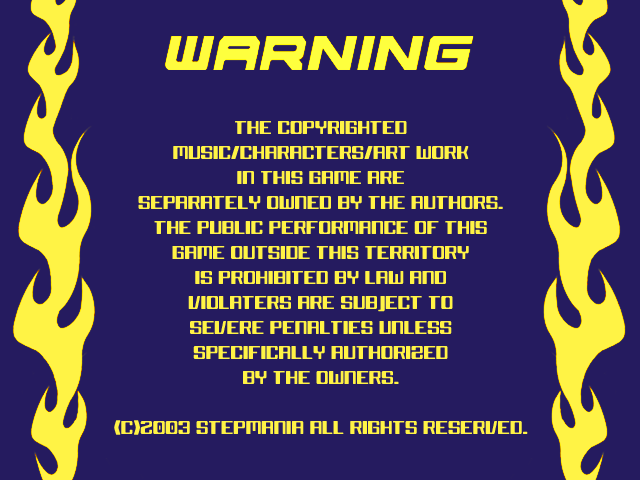 WARNING
THE COPYRIGHTED
MUSIC/CHARACTERS/ART WORK
IN THIS GAME ARE
SEPARATELY OWNED BY THE AUTHORS.
THE PUBLIC PERFORMANCE OF THIS
GAME OUTSIDE THIS TERRITORY
IS PROHIBITED BY LAW AND
VIOLATERS ARE SUBJECT TO
SEVERE PENALTIES UNLESS
SPECIFICALLY AUTHORIZED
BY THE OWNERS.
(C)2003 STEPMANIA ALL RIGHTS RESERVED.